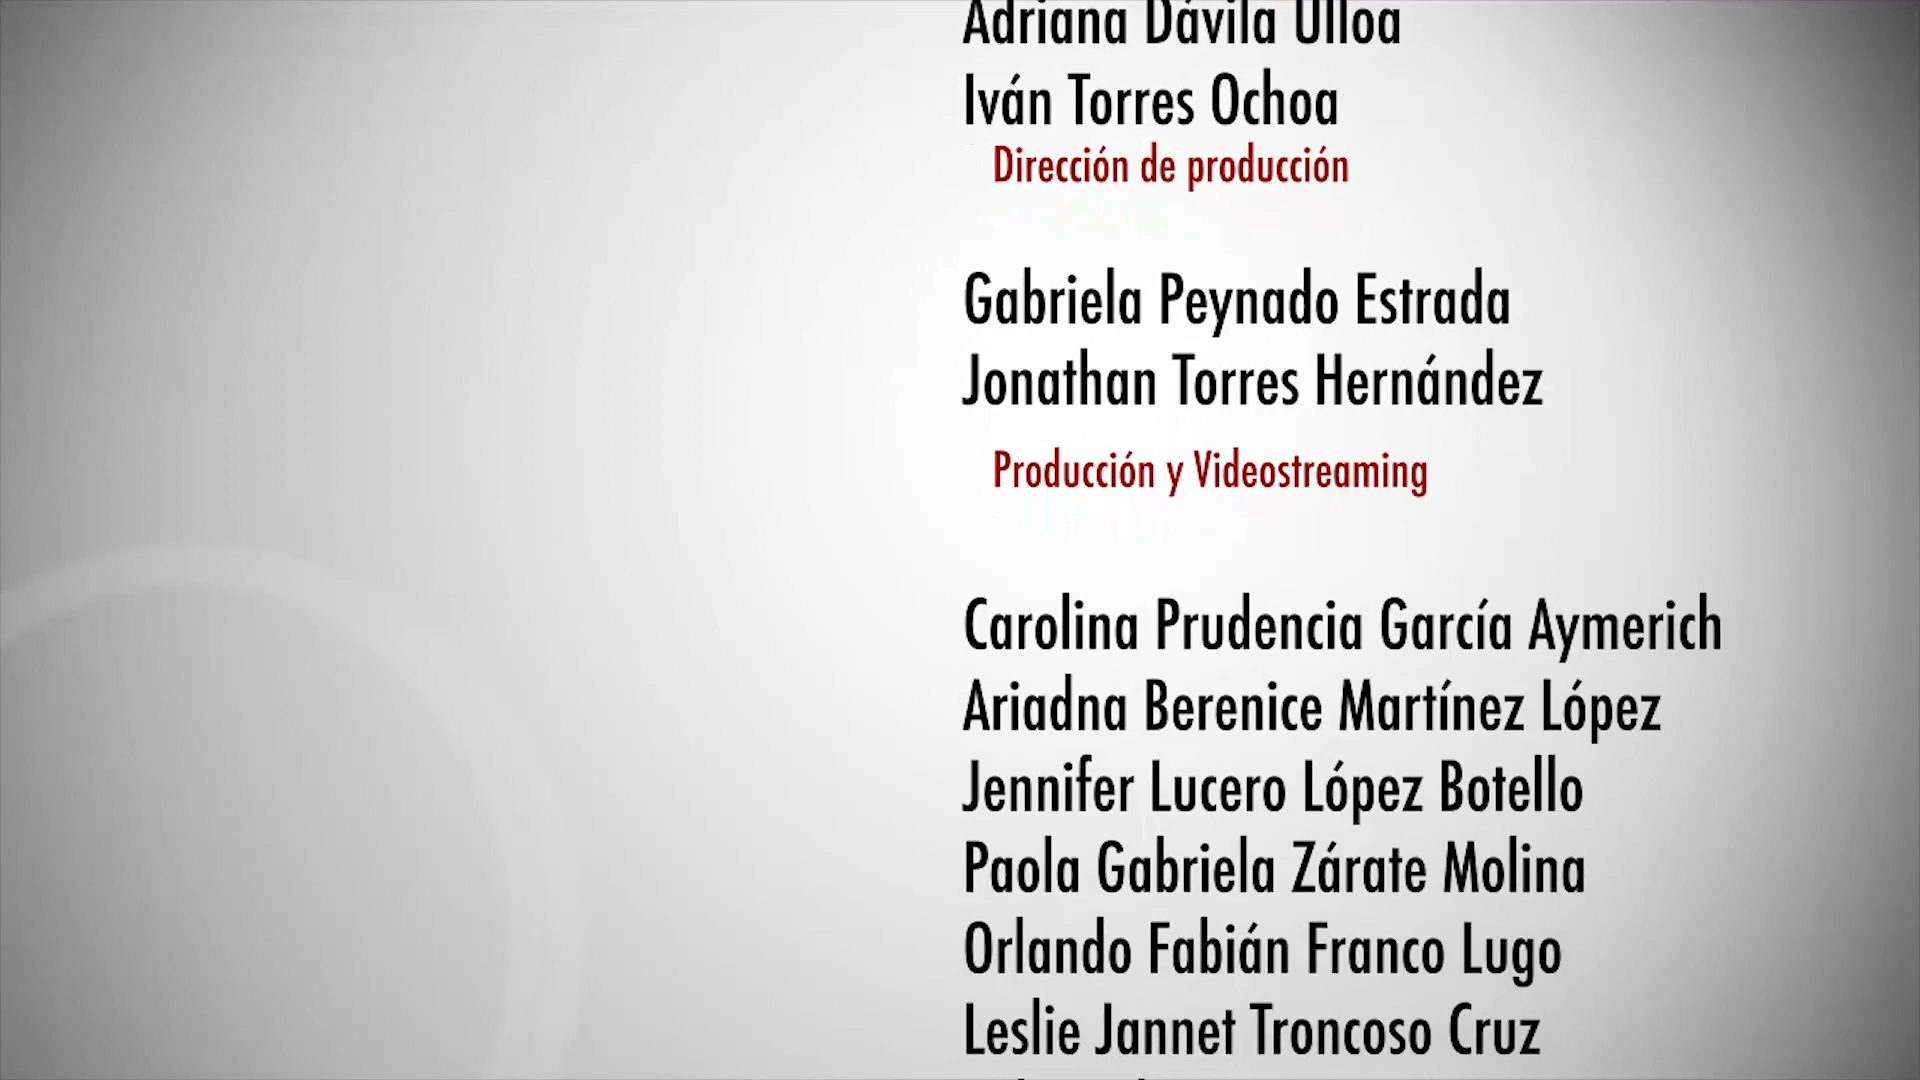 Adriana Dávila Ulloa
Iván Torres Ochoa
Dirección de producción
Gabriela Peynado Estrada
Jonathan Torres Hernández
Producción y Videostreaming
Carolina Prudencia García Aymerich
Ariadna Berenice Martínez López
Jennifer Lucero López Botello
Paola Gabriela Zárate Molina
Orlando Fabián Franco Lugo
Leslie Jannet Troncoso Cruz